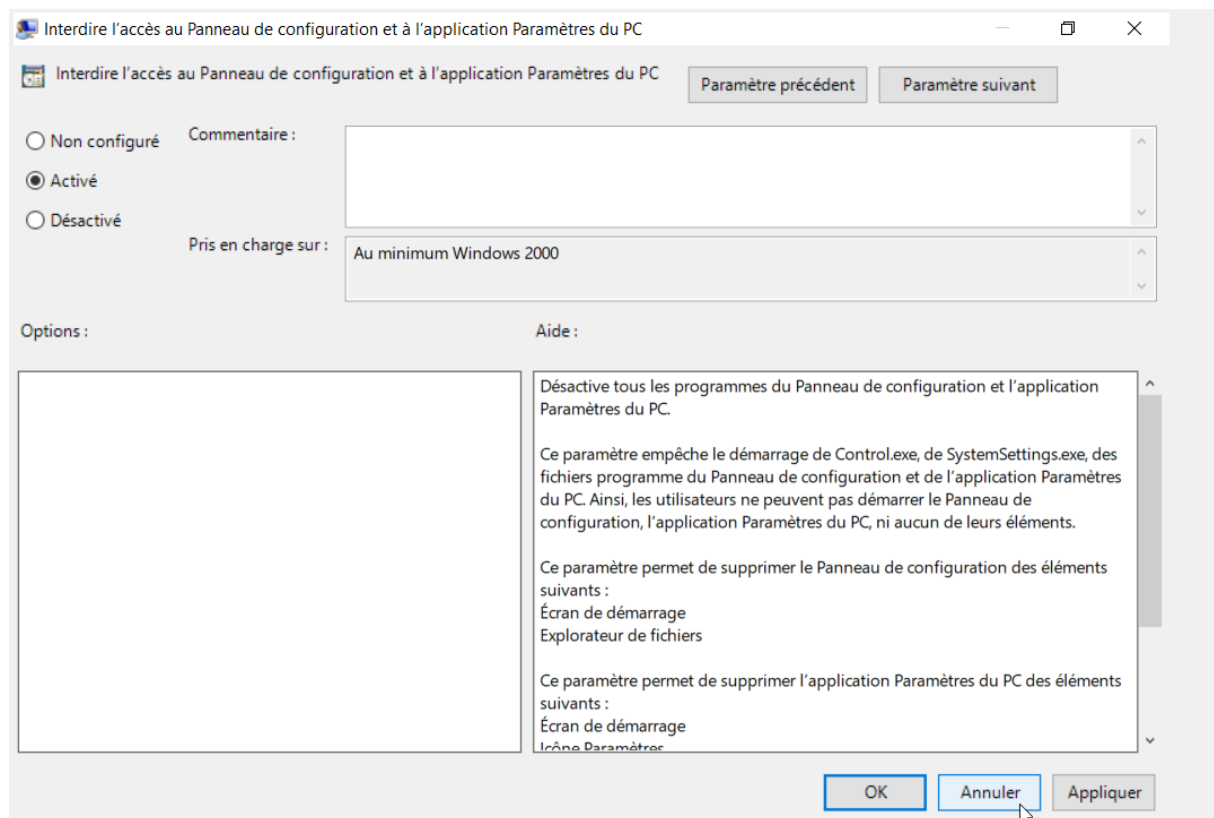 Interdire l'accès au Panneau de configuration et à l'application Paramètres du PC
Interdire l'accès au Panneau de configuration et à l'application Paramètres du PC
Paramètre précédent
Paramètre suivant
Non configuré
Commentaire :
Activé
Désactivé
Pris en charge sur :
Au minimum Windows 2000
Options :
Aide :
Désactive tous les programmes du Panneau de configuration et l'application
Paramètres du PC.
Ce paramètre empêche le démarrage de Control.exe, de SystemSettings.exe, des
fichiers programme du Panneau de configuration et de l'application Paramètres
du PC. Ainsi, les utilisateurs ne peuvent pas démarrer le Panneau de
configuration, l'application Paramètres du PC, ni aucun de leurs éléments.
Ce paramètre permet de supprimer le Panneau de configuration des éléments
suivants :
Écran de démarrage
Explorateur de fichiers
Ce paramètre permet de supprimer l'application Paramètres du PC des éléments
suivants :
Écran de démarrage
Icône Paramètres
OK
Annuler
Appliquer